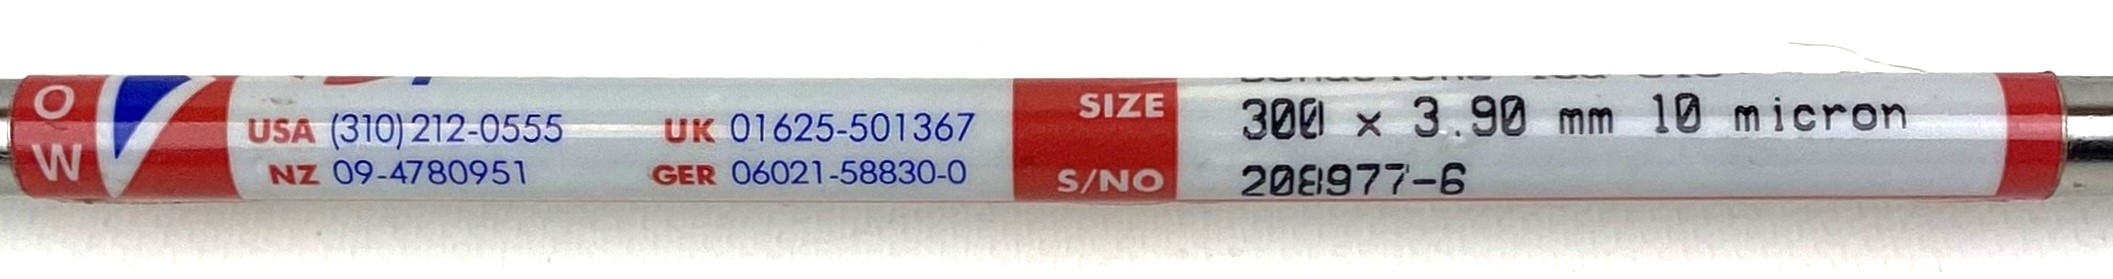 O
W
USA (310) 212-0555 UK 01625-501367
NZ 09-4780951 GER 06021-58830-0
SIZE 300 x 3.90 mm 10 micron
S/NO 208977-6